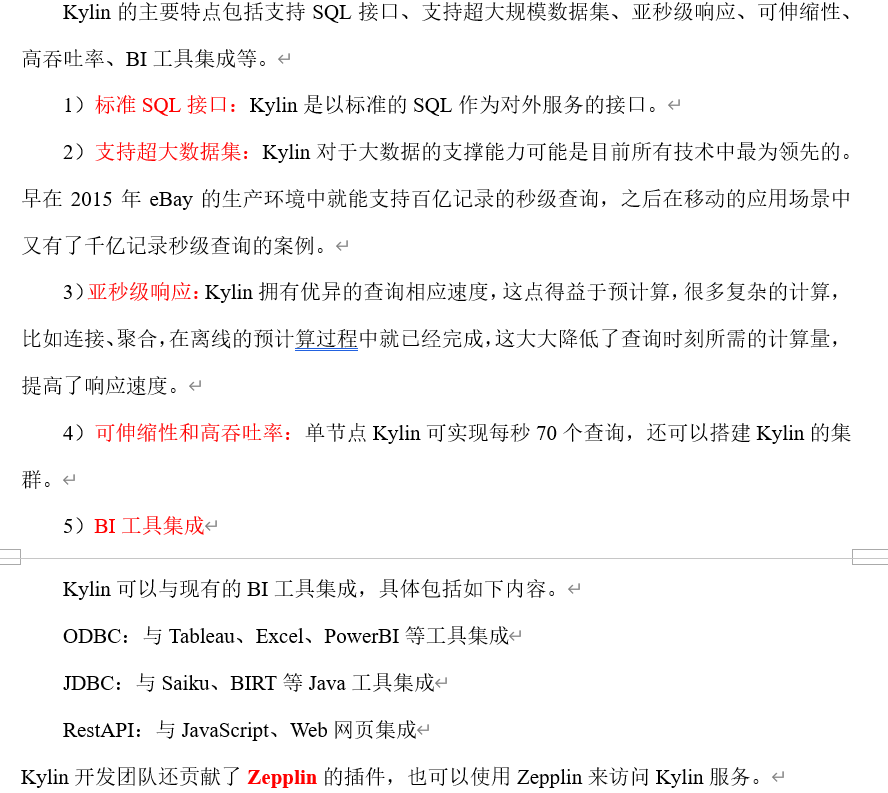 Kylin 的主要特点包括支持 SQL 接口、支持超大规模数据集、亚秒级响应、可伸缩性、
高吞吐率、BI 工具集成等。
1）标准 SQL 接口：Kylin 是以标准的 SQL 作为对外服务的接口。
2）支持超大数据集：Kylin 对于大数据的支撑能力可能是目前所有技术中最为领先的。
早在 2015 年 eBay 的生产环境中就能支持百亿记录的秒级查询，之后在移动的应用场景中
又有了千亿记录秒级查询的案例。
3）亚秒级响应：Kylin 拥有优异的查询相应速度，这点得益于预计算，很多复杂的计算，
比如连接、聚合，在离线的预计算过程中就已经完成，这大大降低了查询时刻所需的计算量，
提高了响应速度。
4）可伸缩性和高吞吐率：单节点 Kylin 可实现每秒 70 个查询，还可以搭建 Kylin 的集
群。
5）BI 工具集成
Kylin 可以与现有的 BI 工具集成，具体包括如下内容。
ODBC：与 Tableau、Excel、PowerBI 等工具集成
JDBC：与 Saiku、BIRT 等 Java 工具集成
RestAPI：与 JavaScript、Web 网页集成
Kylin 开发团队还贡献了 Zepplin 的插件，也可以使用 Zepplin 来访问 Kylin 服务。